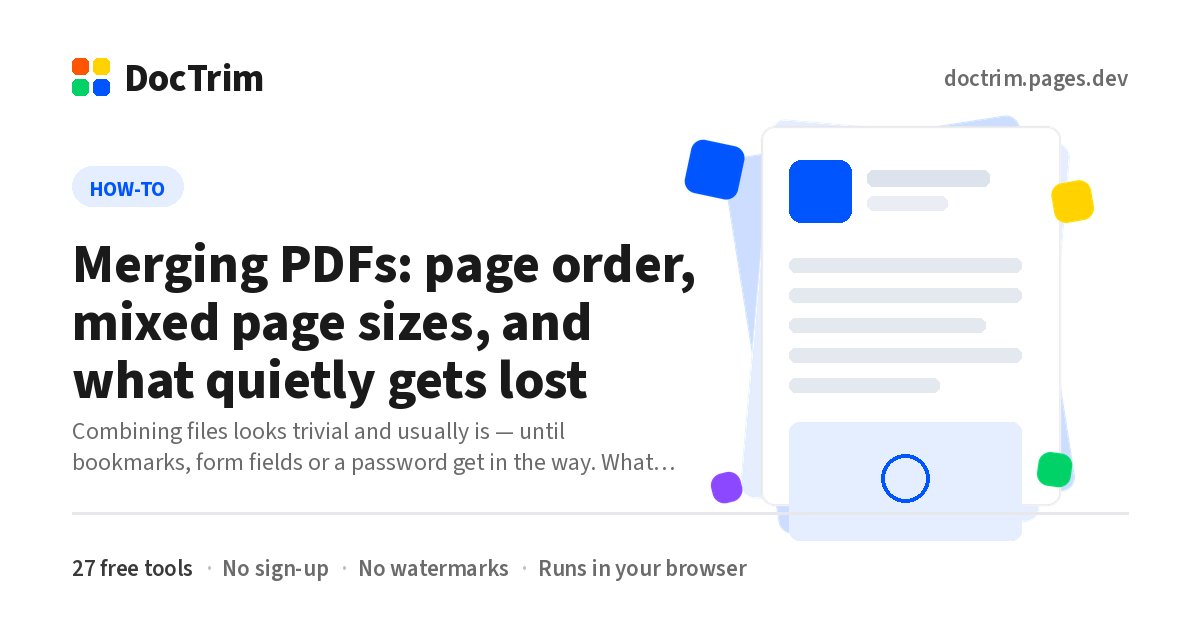 DocTrim
doctrim.pages.dev
HOW-TO
Merging PDFs: page order,
mixed page sizes, and
what quietly gets lost
Combining files looks trivial and usually is — until
bookmarks, form fields or a password get in the way. What…
27 free tools · No sign-up · No watermarks · Runs in your browser